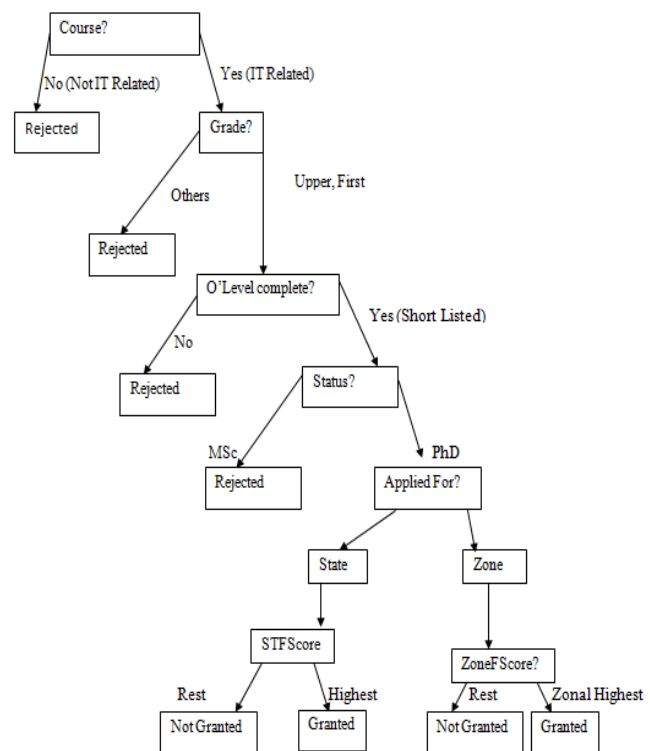 Course?
No (Not IT Related)
Yes (IT Related)
Rejected
Grade?
Others
Upper, First
Rejected
O'Level complete?
No
Yes (Short Listed)
Rejected
Status?
MSc
PhD
Rejected
Applied For?
State
Zone
STFScore
ZoneFScore?
Rest
Highest
Rest
Zonal Highest
Not Granted
Granted
Not Granted
Granted